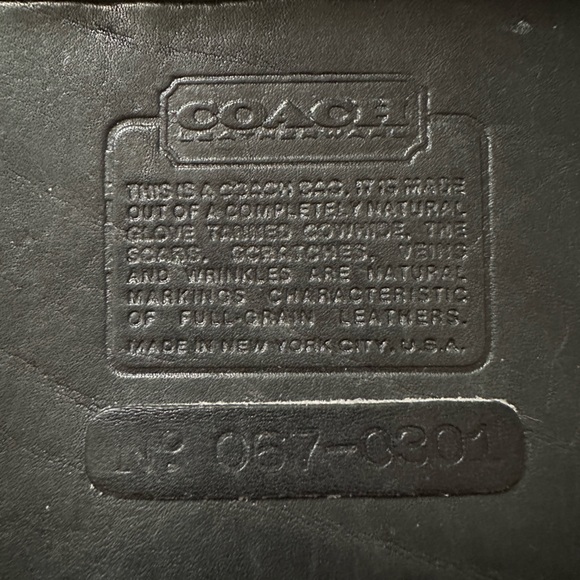 COACH
LEATHERWARE
THIS IS A COACH BAG. IT IS MADE
OUT OF A COMPLETELY NATURAL
GLOVE TANNED COWHIDE, THE
SCARS, SCRATCHES, VEINS
AND WRINKLES ARE NATURAL
MARKINGS CHARACTERISTIC
OF FULL-GRAIN LEATHERS.
MADE IN NEW YORK CITY, U.S.A.
Nº 057-0301